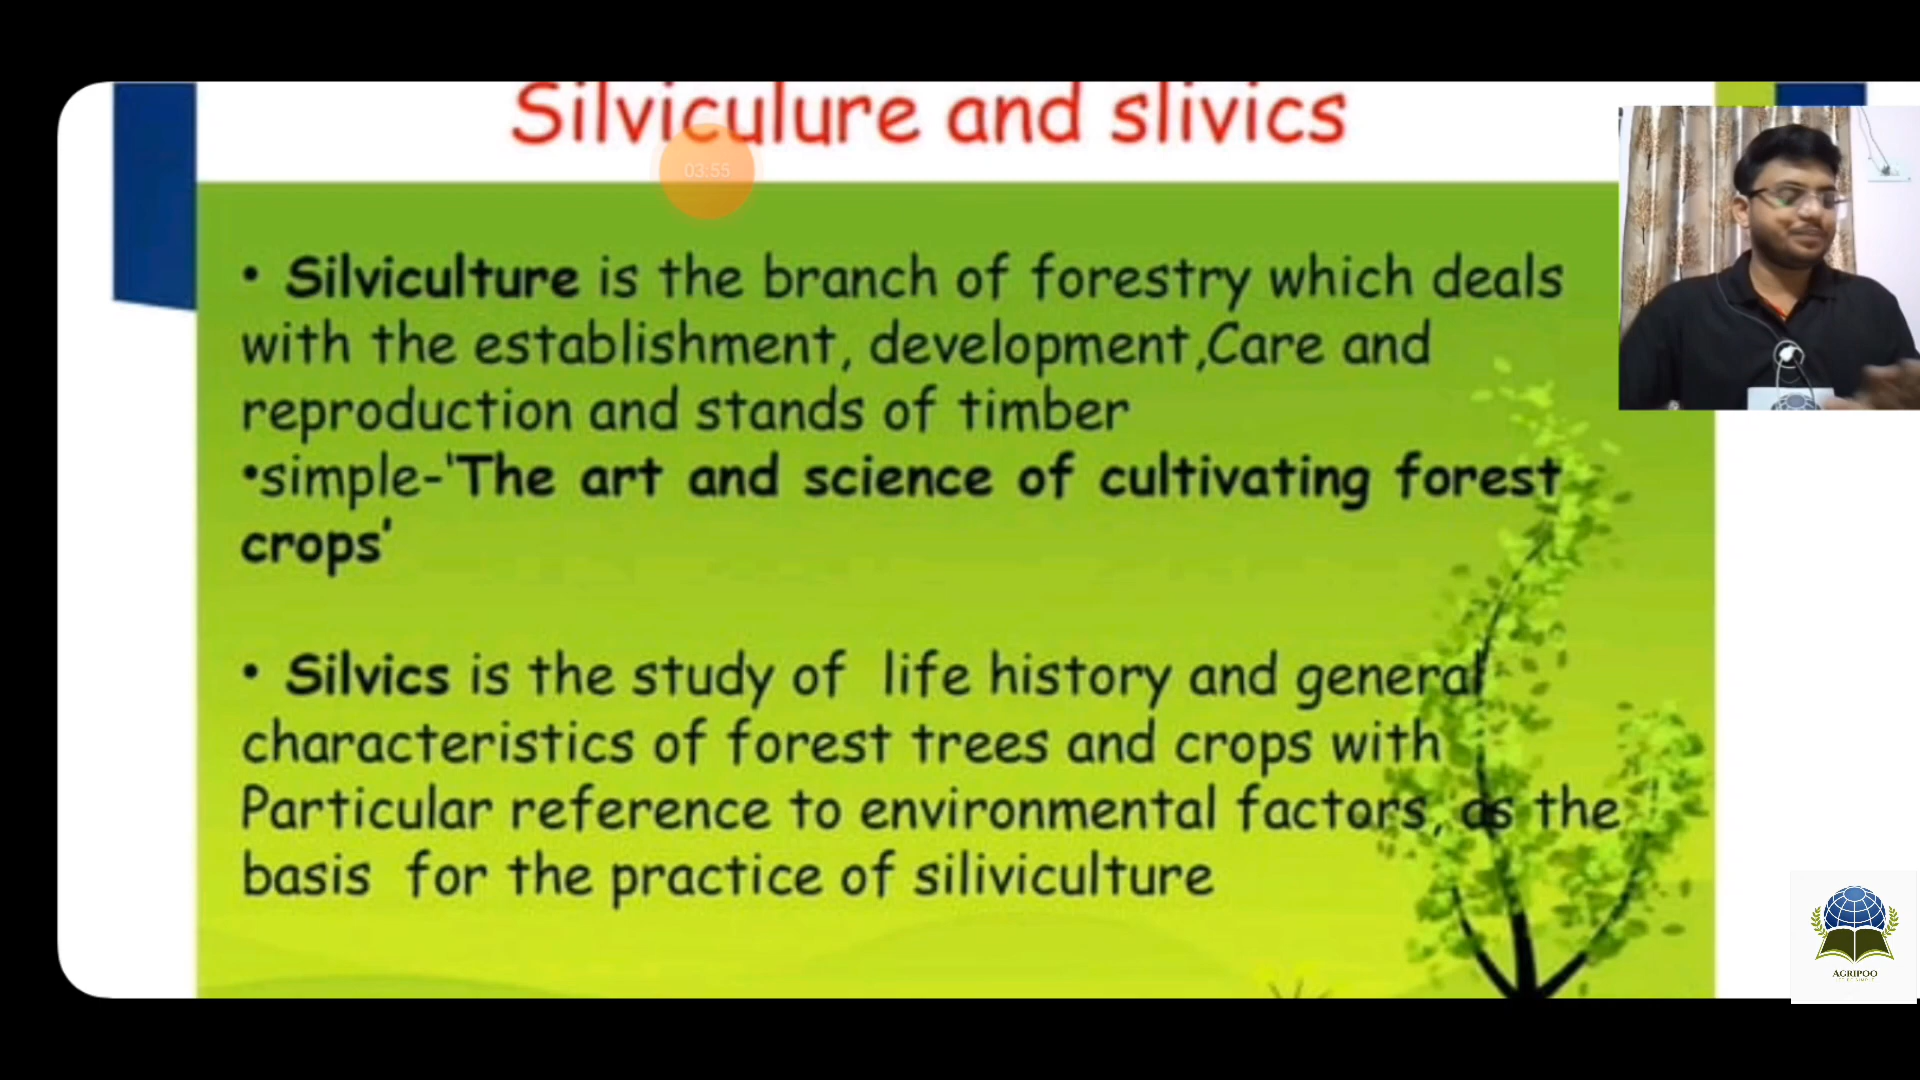 Silviculure and slivics
03:55
• Silviculture is the branch of forestry which deals
with the establishment, development,Care and
reproduction and stands of timber
•simple-'The art and science of cultivating forest
crops'
• Silvics is the study of life history and general
characteristics of forest trees and crops with
Particular reference to environmental factors, as the
basis for the practice of siliviculture
AGRIPOO